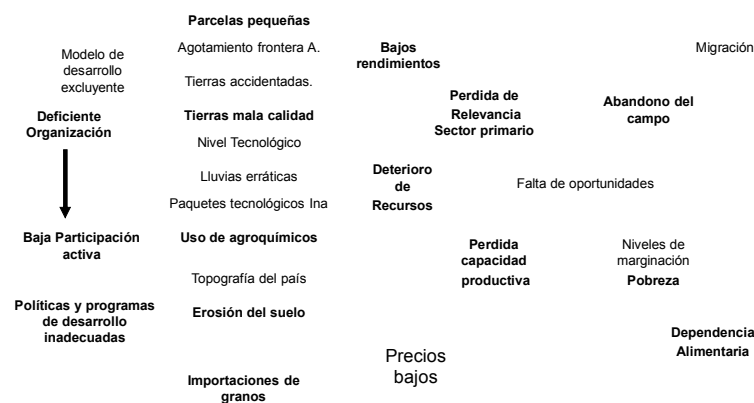 Parcelas pequeñas
Modelo de
desarrollo
excluyente
Agotamiento frontera A.
Bajos
rendimientos
Migración
Tierras accidentadas.
Deficiente
Organización
Tierras mala calidad
Perdida de
Relevancia
Sector primario
Abandono del
campo
Nivel Tecnológico
Lluvias erráticas
Deterioro
de
Recursos
Falta de oportunidades
Paquetes tecnológicos Ina
Baja Participación
activa
Uso de agroquímicos
Perdida
capacidad
productiva
Niveles de
marginación
Pobreza
Topografía del país
Políticas y programas
de desarrollo
inadecuadas
Erosión del suelo
Dependencia
Alimentaria
Precios
bajos
Importaciones de
granos